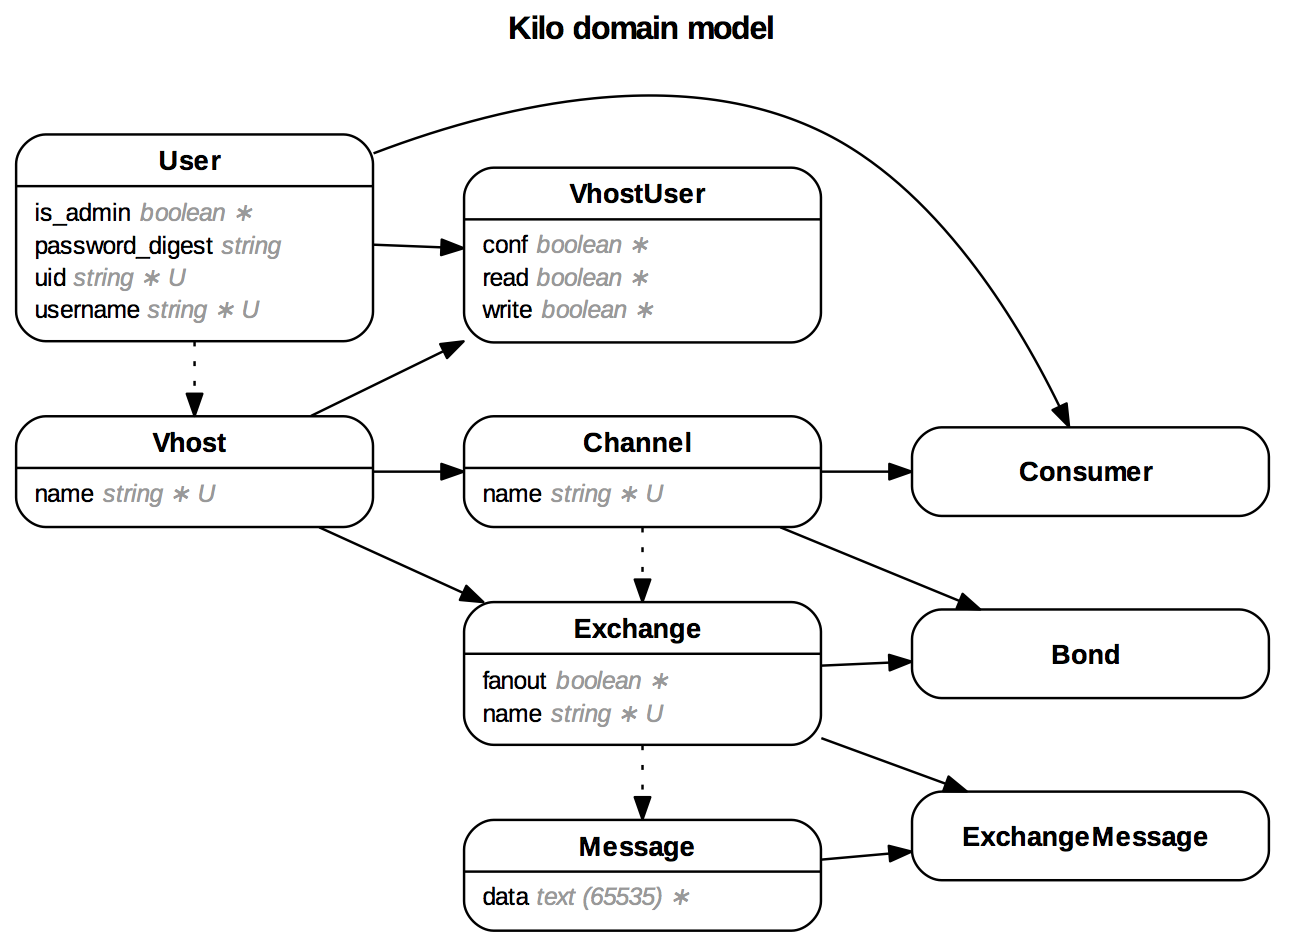 Kilo domain model
User
is_admin boolean ∗
password_digest string
uid string ∗ U
username string ∗ U
VhostUser
conf boolean ∗
read boolean ∗
write boolean ∗
Vhost
name string ∗ U
Channel
name string ∗ U
Consumer
Exchange
fanout boolean ∗
name string ∗ U
Bond
Message
data text (65535) ∗
ExchangeMessage